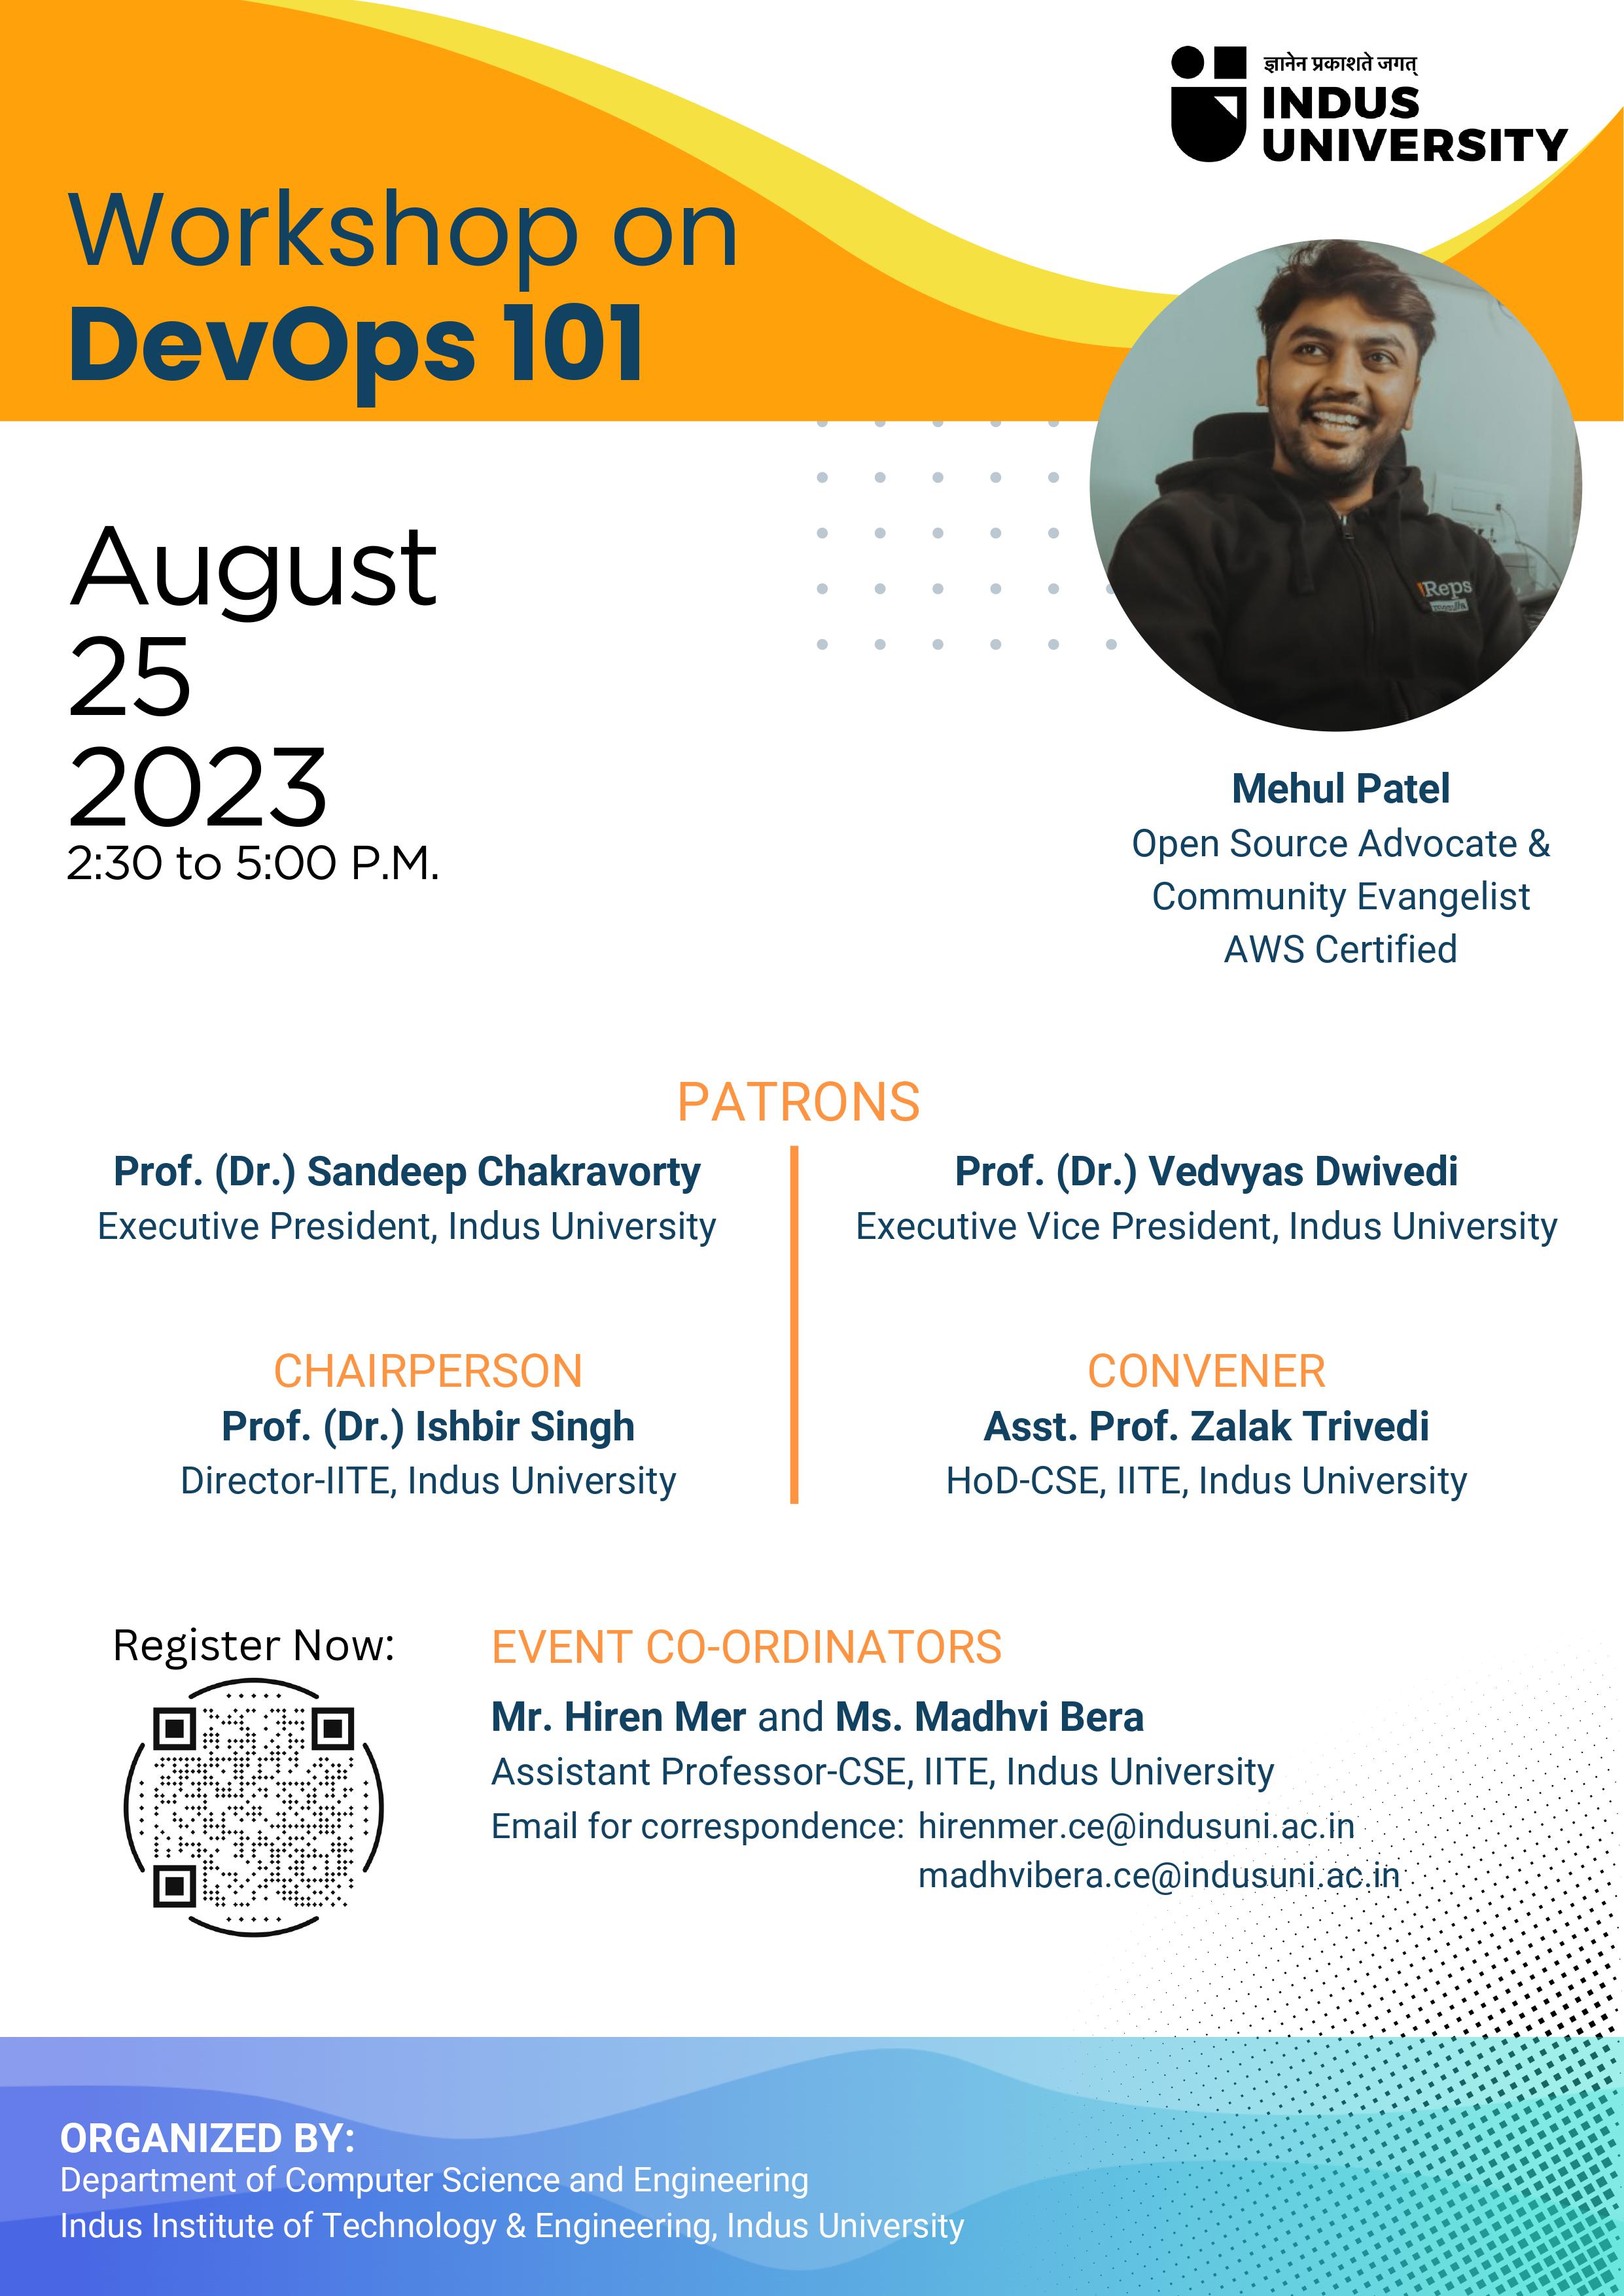 ज्ञानेन प्रकाशते जगत्
INDUS
UNIVERSITY
Workshop on
DevOps 101
August
25
2023
2:30 to 5:00 P.M.
Reps
mozilla
Mehul Patel
Open Source Advocate &
Community Evangelist
AWS Certified
PATRONS
Prof. (Dr.) Sandeep Chakravorty
Executive President, Indus University
Prof. (Dr.) Vedvyas Dwivedi
Executive Vice President, Indus University
CHAIRPERSON
Prof. (Dr.) Ishbir Singh
Director-IITE, Indus University
CONVENER
Asst. Prof. Zalak Trivedi
HoD-CSE, IITE, Indus University
Register Now:
EVENT CO-ORDINATORS
Mr. Hiren Mer and Ms. Madhvi Bera
Assistant Professor-CSE, IITE, Indus University
Email for correspondence: hirenmer.ce@indusuni.ac.in
madhvibera.ce@indusuni.ac.in
ORGANIZED BY:
Department of Computer Science and Engineering
Indus Institute of Technology & Engineering, Indus University